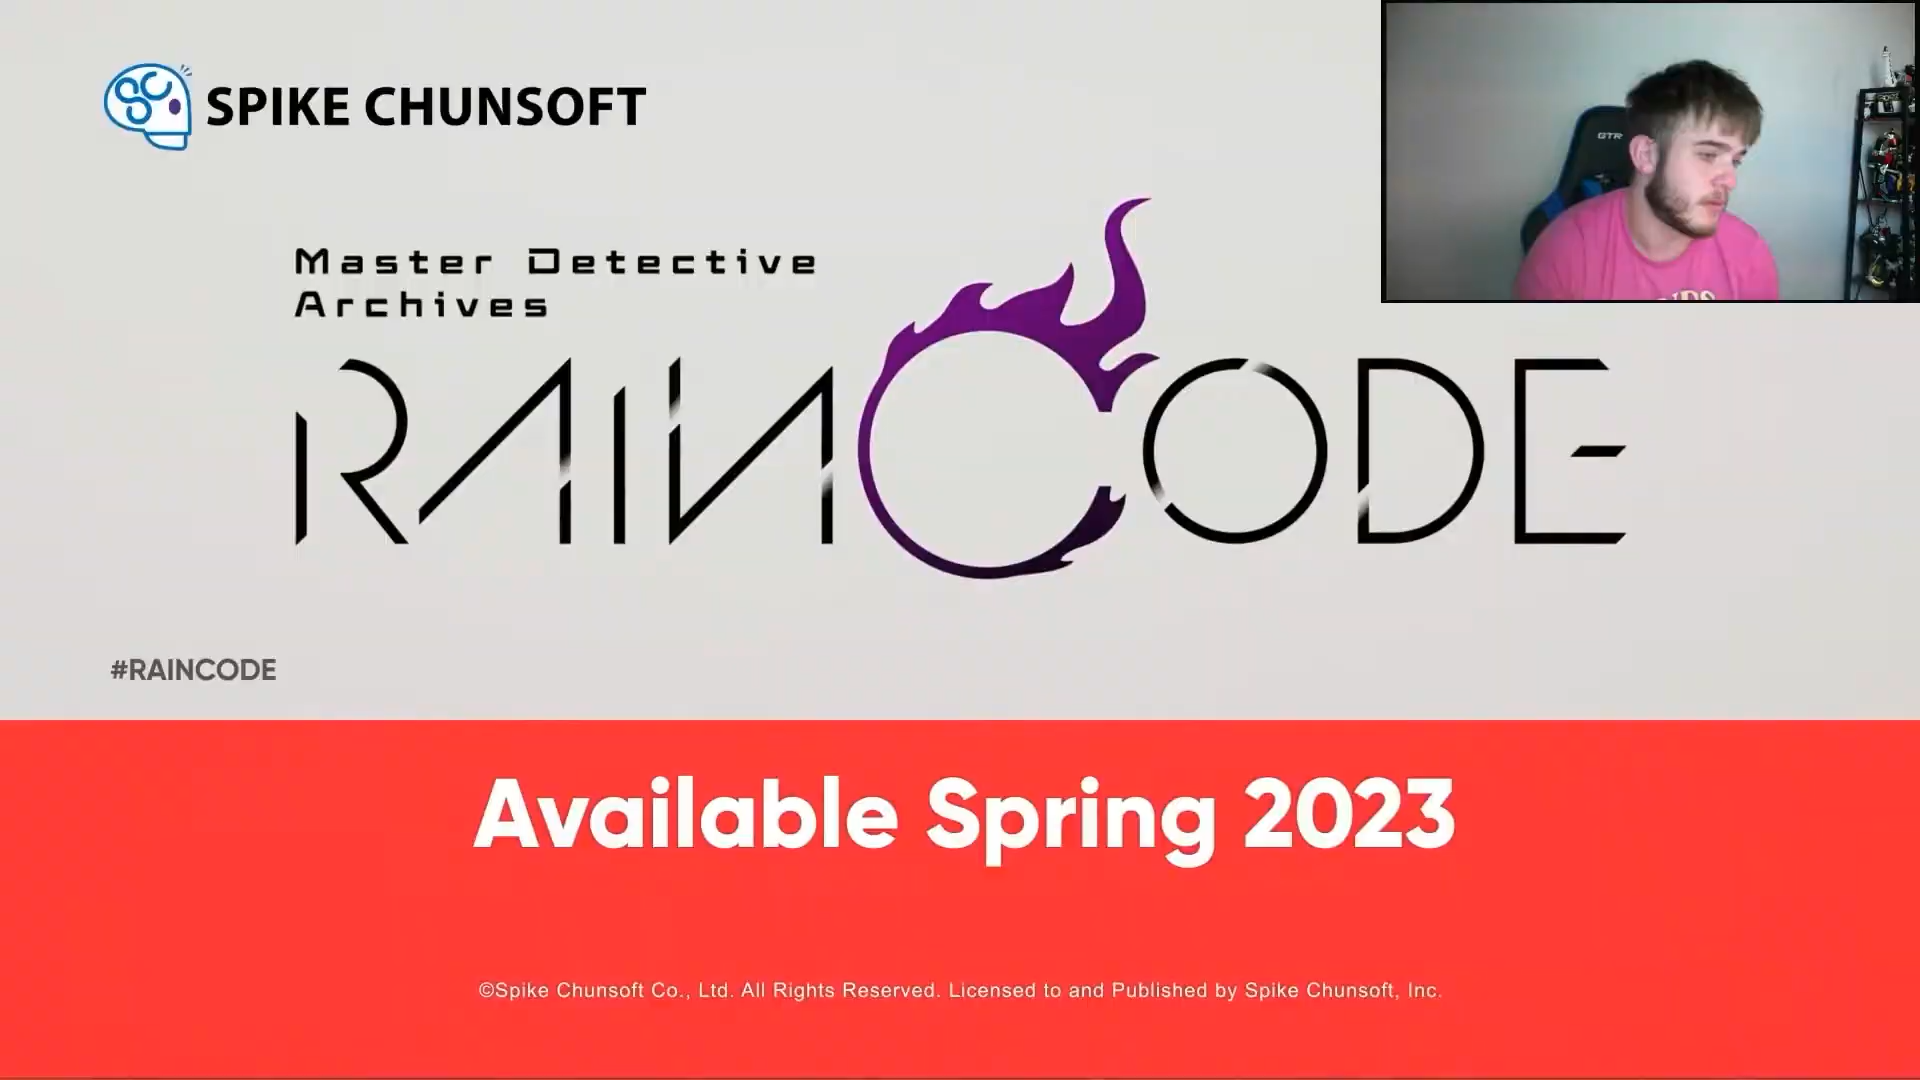 SPIKE CHUNSOFT
Master Detective
Archives
RAINCODE
#RAINCODE
Available Spring 2023
©Spike Chunsoft Co., Ltd. All Rights Reserved. Licensed to and Published by Spike Chunsoft, Inc.
GTR